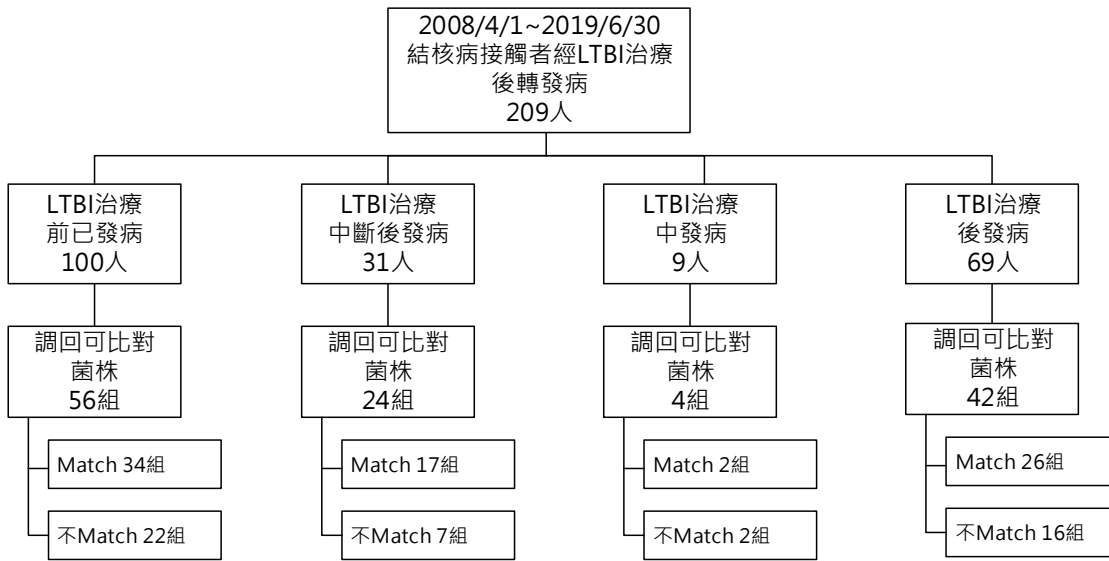 2008/4/1~2019/6/30
結核病接觸者經LTBI治療
後轉發病
209人
LTBI治療
前已發病
100人
LTBI治療
中斷後發病
31人
LTBI治療
中發病
9人
LTBI治療
後發病
69人
調回可比對
菌株
56組
調回可比對
菌株
24組
調回可比對
菌株
4組
調回可比對
菌株
42組
Match 34組
Match 17組
Match 2組
Match 26組
不Match 22組
不Match 7組
不Match 2組
不Match 16組